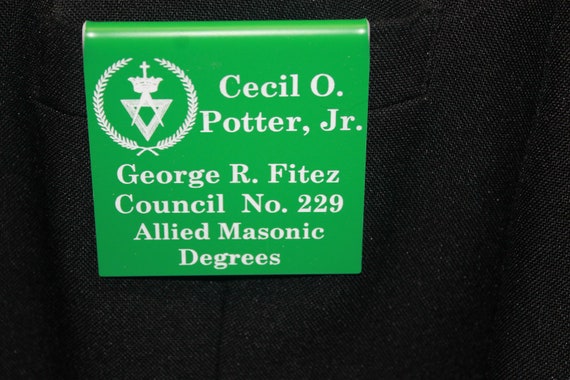 Cecil O.
Potter, Jr.
George R. Fitez
Council No. 229
Allied Masonic
Degrees